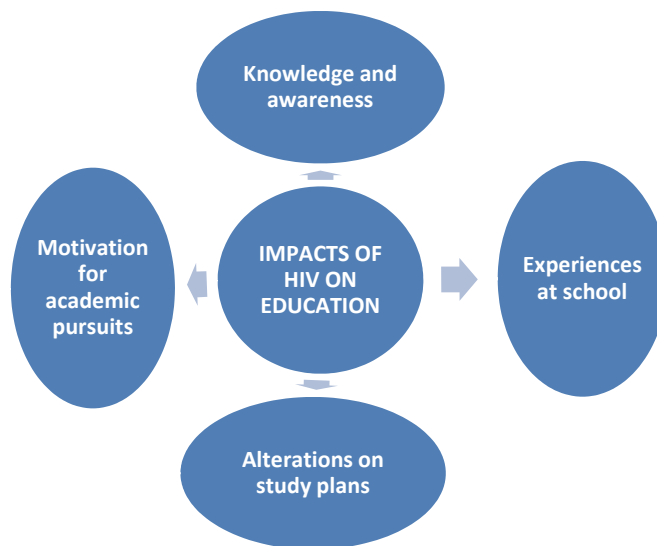 Knowledge and
awareness
Motivation
for
academic
pursuits
IMPACTS OF
HIV ON
EDUCATION
Experiences
at school
Alterations on
study plans